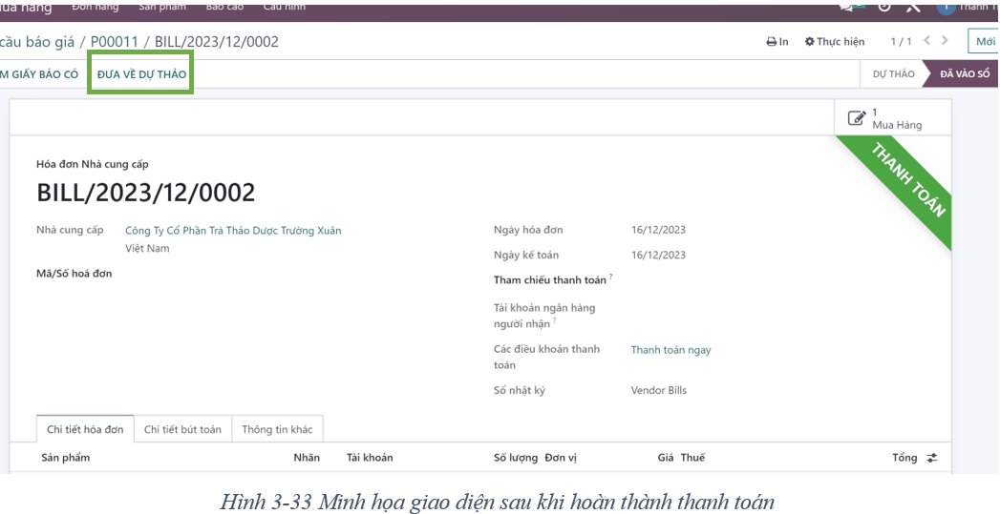 Đơn hàng Sản phẩm Báo cáo Cấu hình
cầu báo giá / P00011 / BILL/2023/12/0002
In Thực hiện 1 / 1 Mới
M GIẤY BÁO CÓ ĐƯA VỀ DỰ THẢO DỰ THẢO ĐÃ VÀO SỔ
1
Mua Hàng
THANH TOÁN
Hóa đơn Nhà cung cấp
BILL/2023/12/0002
Nhà cung cấp Công Ty Cổ Phần Trà Thảo Dược Trường Xuân
Việt Nam
Mã/Số hoá đơn
Ngày hóa đơn 16/12/2023
Ngày kế toán 16/12/2023
Tham chiếu thanh toán ?
Tài khoản ngân hàng
người nhận ?
Các điều khoản thanh
toán Thanh toán ngay
Sổ nhật ký Vendor Bills
Chi tiết hóa đơn Chi tiết bút toán Thông tin khác
Sản phẩm Nhãn Tài khoản Số lượng Đơn vị Giá Thuế Tổng
Hình 3-33 Minh họa giao diện sau khi hoàn thành thanh toán